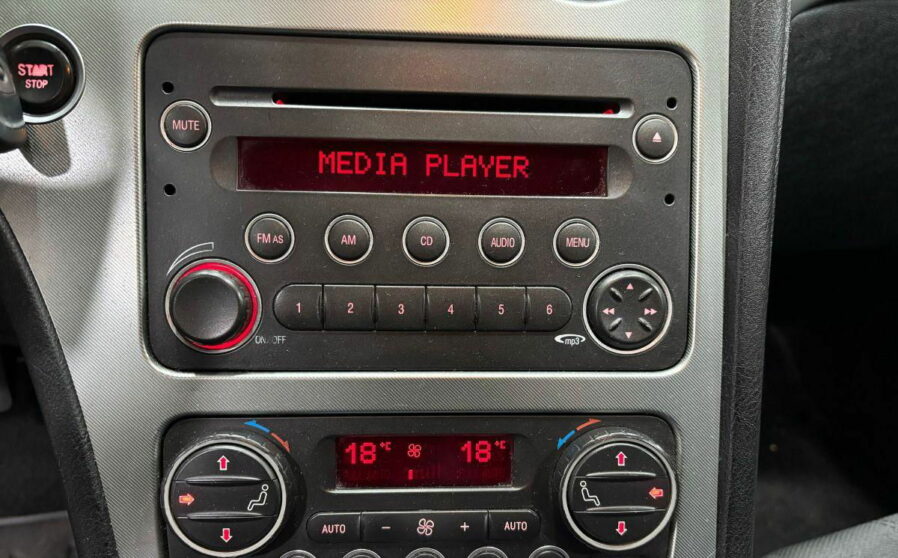 START
STOP
MUTE
MEDIA PLAYER
FM AS
AM
CD
AUDIO
MENU
1 2 3 4 5 6
ON/OFF
mp3
18°C 18°C
AUTO - + AUTO